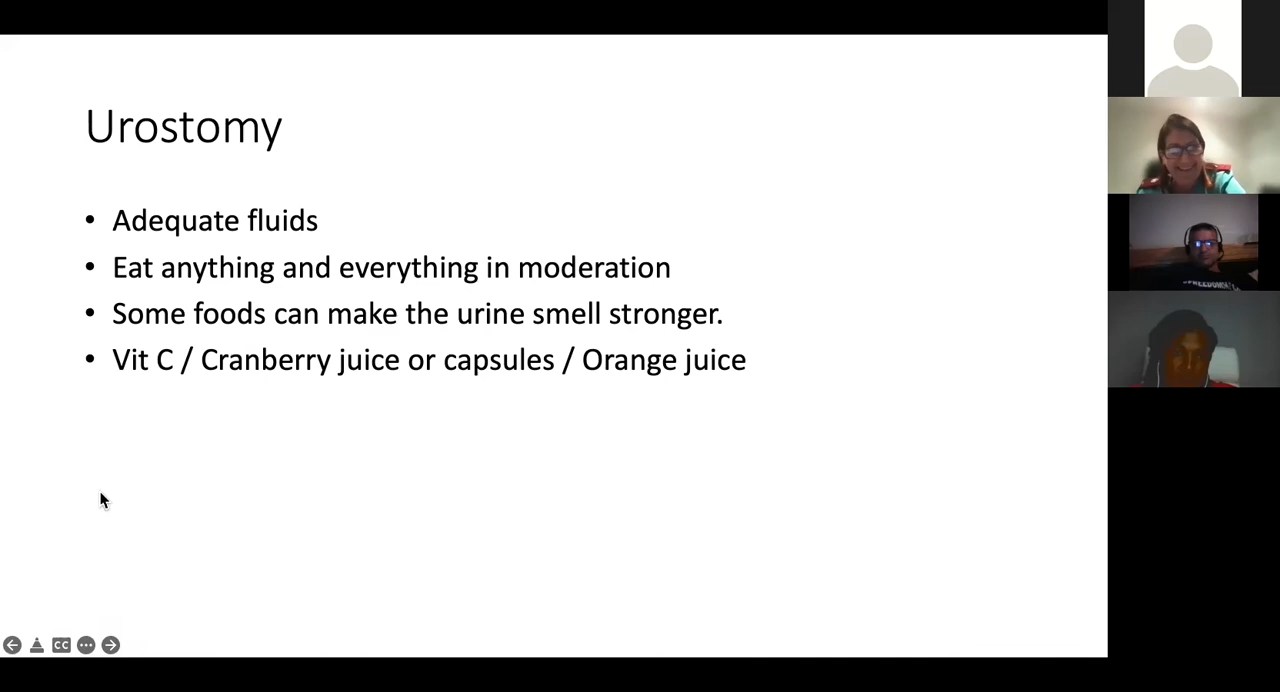 Urostomy
• Adequate fluids
• Eat anything and everything in moderation
• Some foods can make the urine smell stronger.
• Vit C / Cranberry juice or capsules / Orange juice
CC